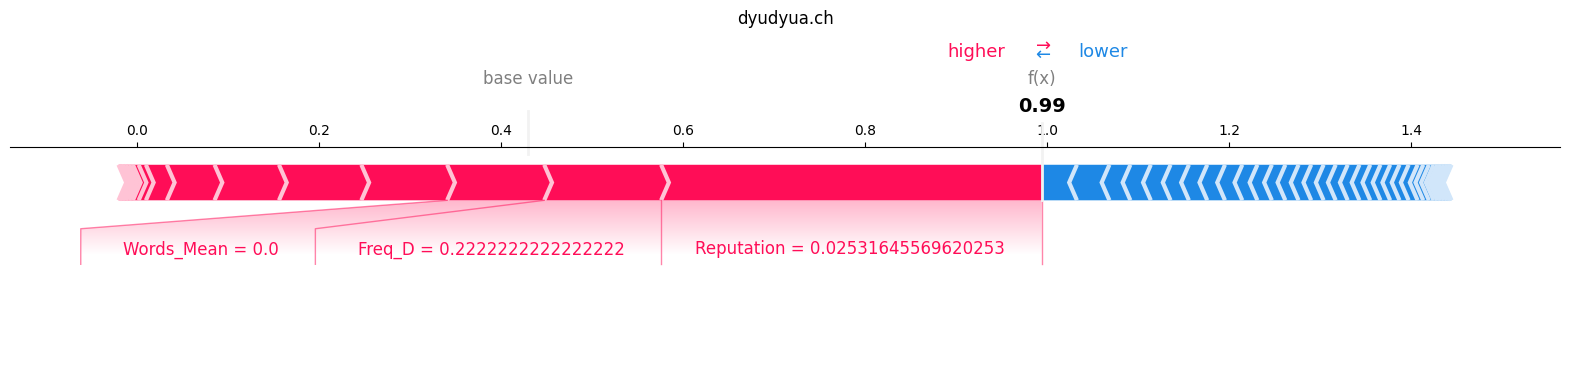 dyudyua.ch
higher → ← lower
base value f(x)
0.99
0.0 0.2 0.4 0.6 0.8 1.0 1.2 1.4
Words_Mean = 0.0 Freq_D = 0.2222222222222222 Reputation = 0.02531645569620253